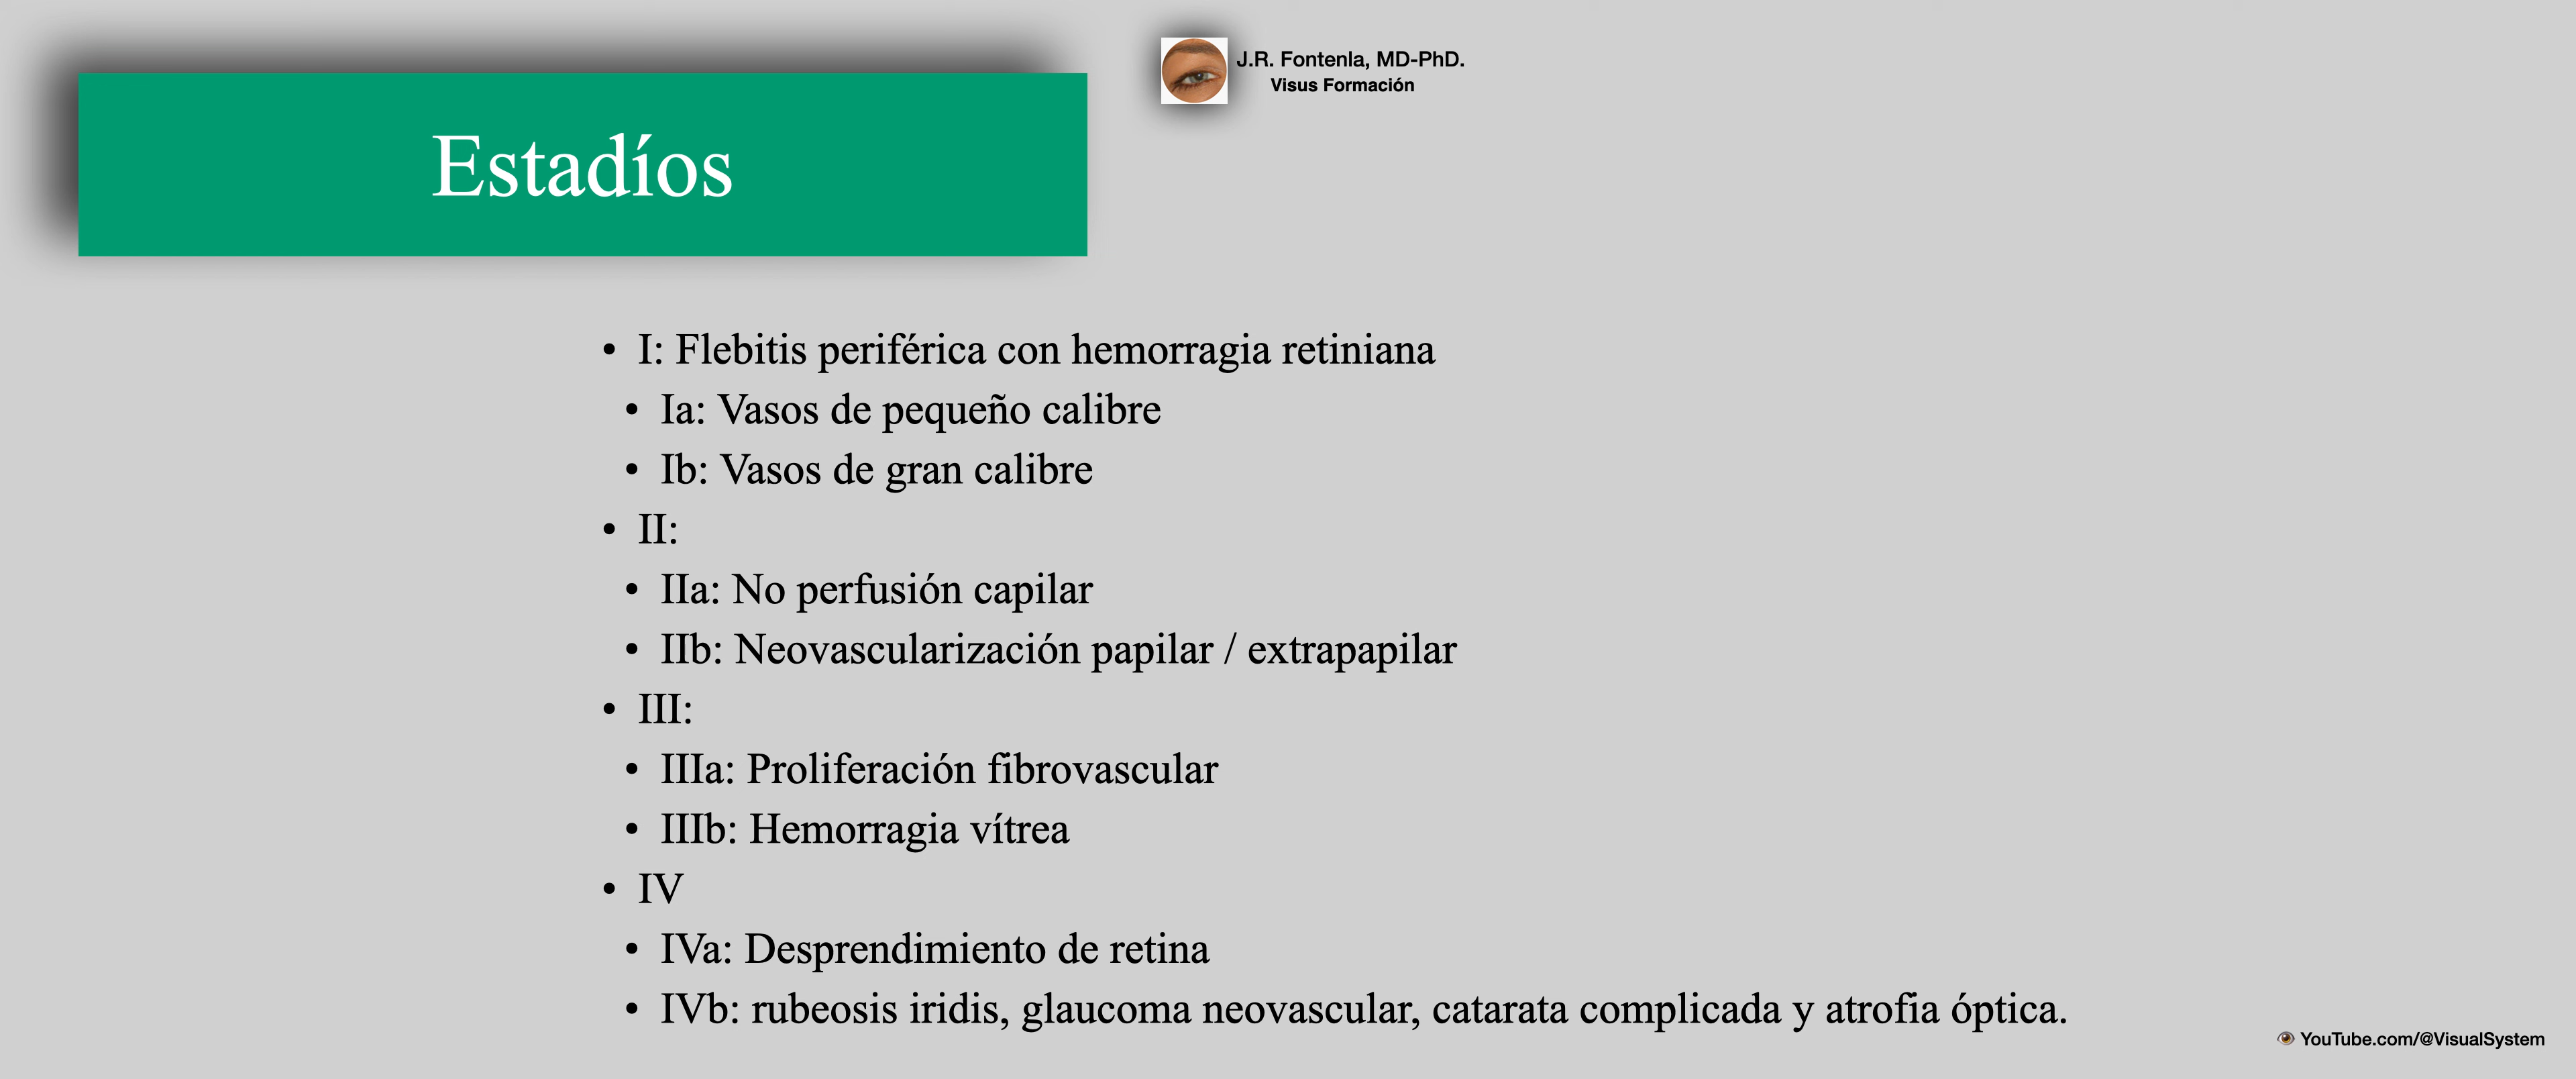 J.R. Fontenla, MD-PhD.
Visus Formación
Estadíos
• I: Flebitis periférica con hemorragia retiniana
• Ia: Vasos de pequeño calibre
• Ib: Vasos de gran calibre
• II:
• IIa: No perfusión capilar
• IIb: Neovascularización papilar / extrapapilar
• III:
• IIIa: Proliferación fibrovascular
• IIIb: Hemorragia vítrea
• IV
• IVa: Desprendimiento de retina
• IVb: rubeosis iridis, glaucoma neovascular, catarata complicada y atrofia óptica.
YouTube.com/@VisualSystem